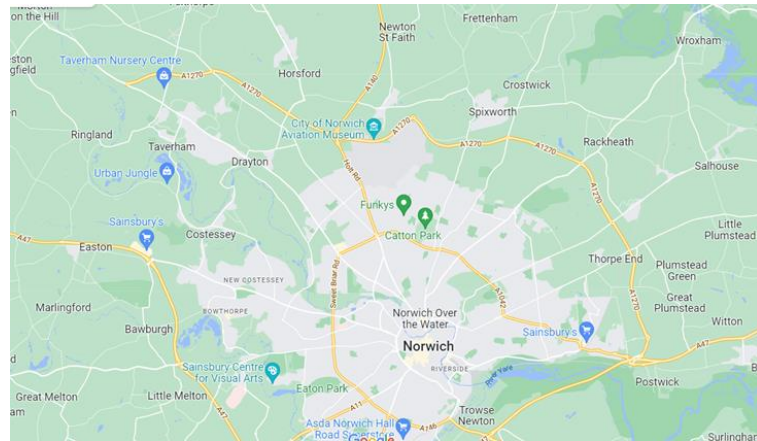 on the Hill
Newton
St Faith
Frettenham
Wroxham
Taverham Nursery Centre
A1270
A140
Horsford
Crostwick
Spixworth
City of Norwich
Aviation Museum
A1270
Ringland
Taverham
Drayton
Holt Rd
A1270
Rackheath
A1270
Salhouse
Urban Jungle
Funkys
Catton Park
Sainsbury's
A47
Easton
Costessey
Little
Plumstead
Thorpe End
Plumstead
Green
NEW COSTESSEY
Sweet Briar Rd
A1042
A1270
Great
Plumstead
Marlingford
BOWTHORPE
Bawburgh
Norwich Over
the Water
Norwich
Sainsbury's
Witton
A47
RIVERSIDE
River Yare
Postwick
Sainsbury Centre
for Visual Arts
Eaton Park
Great Melton
Little Melton
A11
Trowse
Newton
Asda Norwich Hall
Road Superstore
A146
Surlingham
Google